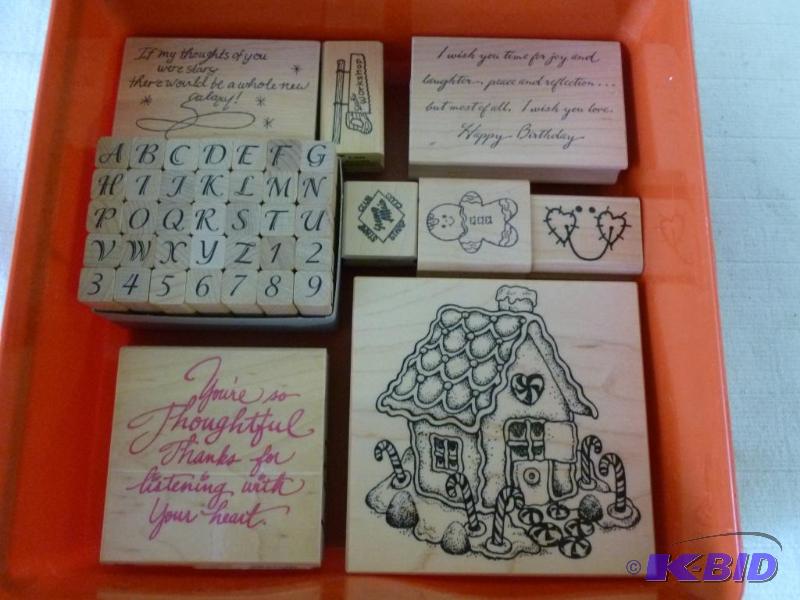 If my thoughts of you
were stars
there would be a whole new
galaxy!
Workshop
I wish you time for joy and
laughter... peace and reflection...
but most of all, I wish you love.
Happy Birthday
A B C D E F G
H I J K L M N
O P Q R S T U
V W X Y Z 1 2
3 4 5 6 7 8 9
You're so
Thoughtful
Thanks for
listening with
Your heart.
© K-BID